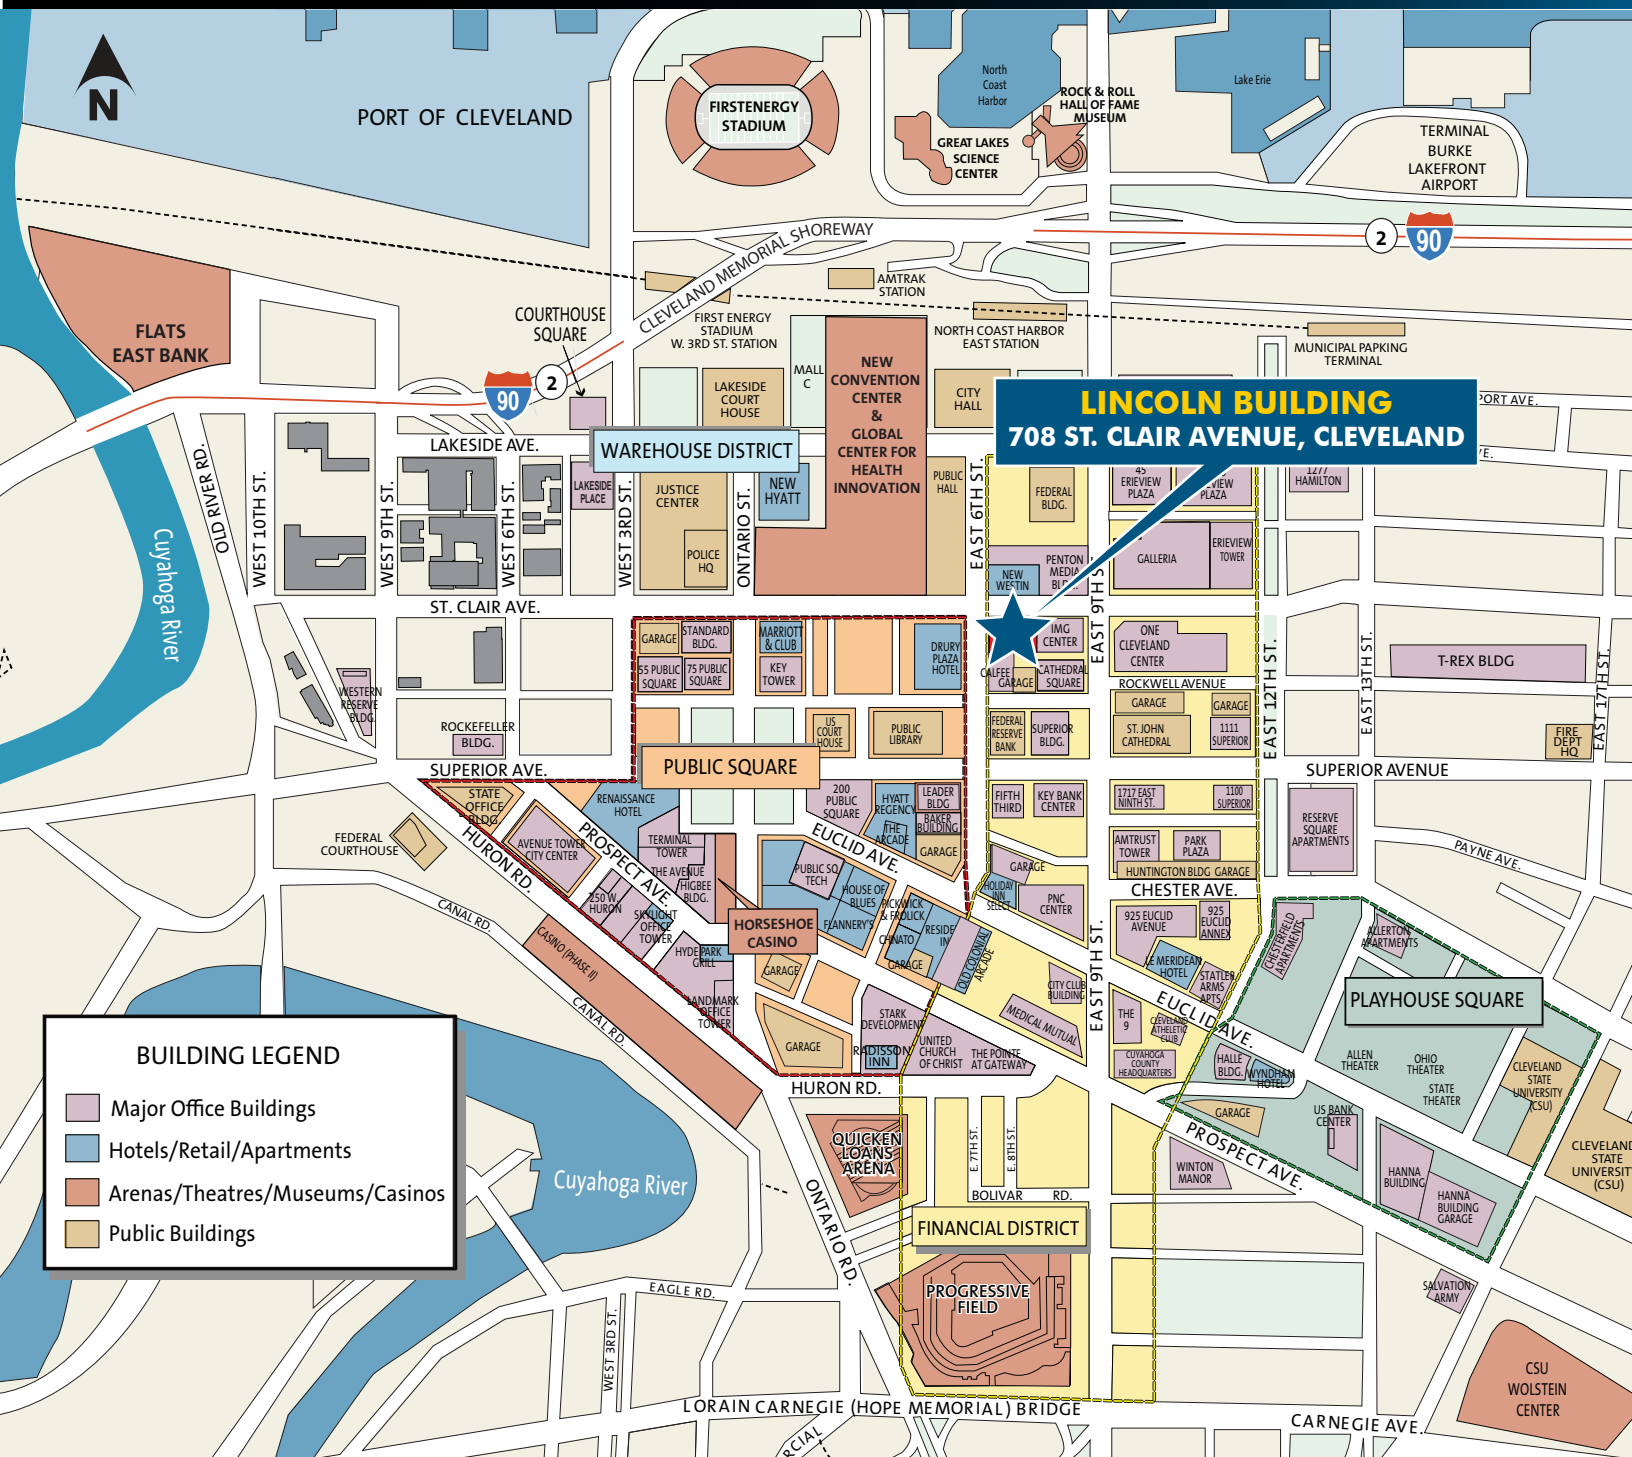 N
PORT OF CLEVELAND
FIRSTENERGY
STADIUM
North
Coast
Harbor
ROCK & ROLL
HALL OF FAME
MUSEUM
GREAT LAKES
SCIENCE
CENTER
Lake Erie
TERMINAL
BURKE
LAKEFRONT
AIRPORT
CLEVELAND MEMORIAL SHOREWAY
2
90
AMTRAK
STATION
FLATS
EAST BANK
COURTHOUSE
SQUARE
FIRST ENERGY
STADIUM
W. 3RD ST. STATION
NORTH COAST HARBOR
EAST STATION
MUNICIPAL PAPKING
TERMINAL
2
90
LAKESIDE
COURT
HOUSE
MALL
C
NEW
CONVENTION
CENTER
&
GLOBAL
CENTER FOR
HEALTH
INNOVATION
CITY
HALL
LINCOLN BUILDING
708 ST. CLAIR AVENUE, CLEVELAND
PORT AVE.
VE.
LAKESIDE AVE.
WAREHOUSE DISTRICT
OLD RIVER RD.
WEST 10TH ST.
WEST 9TH ST.
WEST 6TH ST.
LAKESIDE
PLACE
WEST 3RD ST.
JUSTICE
CENTER
POLICE
HQ
ONTARIO ST.
NEW
HYATT
PUBLIC
HALL
EAST 6TH ST.
FEDERAL
BLDG.
45
ERIEVIEW
PLAZA
VIEW
PLAZA
1277
HAMILTON
Cuyahoga River
PENTON
MEDIA
NEW
WESTIN
GALLERIA
ERIEVIEW
TOWER
ST. CLAIR AVE.
EAST 9TH S
EAST 12TH ST.
EAST 13TH ST.
EAST 17TH ST.
GARAGE
STANDARD
BLDG.
MARRIOTT
& CLUB
55 PUBLIC
SQUARE
75 PUBLIC
SQUARE
KEY
TOWER
DRURY
PLAZA
HOTEL
IMG
CENTER
CALFEE
GARAGE
CATHEDRAL
SQUARE
ONE
CLEVELAND
CENTER
ROCKWELL AVENUE
T-REX BLDG
WESTERN
RESERVE
BLDG.
ROCKEFELLER
BLDG.
US
COURT
HOUSE
PUBLIC
LIBRARY
FEDERAL
RESERVE
BANK
SUPERIOR
BLDG.
GARAGE
GARAGE
ST. JOHN
CATHEDRAL
1111
SUPERIOR
FIRE
DEPT
HQ
SUPERIOR AVE.
PUBLIC SQUARE
SUPERIOR AVENUE
STATE
OFFICE
BLDG.
RENAISSANCE
HOTEL
200
PUBLIC
SQUARE
HYATT
REGENCY
THE
ARCADE
LEADER
BLDG
BAKER
BUILDING
GARAGE
FIFTH
THIRD
KEY BANK
CENTER
1717 EAST
NINTH ST.
1100
SUPERIOR
RESERVE
SQUARE
APARTMENTS
FEDERAL
COURTHOUSE
HURON RD.
AVENUE TOWER
CITY CENTER
PROSPECT AVE.
TERMINAL
TOWER
THE AVENUE
HIGBEE
BLDG.
EUCLID AVE.
AMTRUST
TOWER
PARK
PLAZA
HUNTINGTON BLDG GARAGE
PAYNE AVE.
PUBLIC SQ
TECH
HOUSE OF
BLUES
FLANNERY'S
GARAGE
HOLIDAY
INN
SELECT
PNC
CENTER
CHESTER AVE.
CANAL RD.
250 W.
HURON
SKYLIGHT
OFFICE
TOWER
HORSESHOE
CASINO
PICKWICK
& FROLICK
CHINATO
RESIDE
IN
GARAGE
OLD COLONIAL
ARCADE
925 EUCLID
AVENUE
925
EUCLID
ANNEX
CHESTERFIELD
APARTMENTS
ALLERTON
APARTMENTS
CASINO (PHASE II)
HYDE PARK
GRILL
GARAGE
EAST 9TH ST.
CITY CLUB
BUILDING
LE MERIDEAN
HOTEL
STATLER
ARMS
APTS.
PLAYHOUSE SQUARE
CANAL RD.
LANDMARK
OFFICE
TOWER
GARAGE
STARK
DEVELOPMENT
RADISSON
INN
UNITED
CHURCH
OF CHRIST
THE POINTE
AT GATEWAY
MEDICAL MUTUAL
THE
9
CLEVELAND
ATHELETIC
CLUB
CUYAHOGA
COUNTY
HEADQUARTERS
EUCLID AVE.
HALLE
BLDG.
WYNDHAM
HOTEL
ALLEN
THEATER
OHIO
THEATER
STATE
THEATER
CLEVELAND
STATE
UNIVERSITY
(CSU)
BUILDING LEGEND
Major Office Buildings
Hotels/Retail/Apartments
Arenas/Theatres/Museums/Casinos
Public Buildings
HURON RD.
QUICKEN
LOANS
ARENA
E. 7TH ST.
E. 8TH ST.
BOLIVAR RD.
GARAGE
US BANK
CENTER
PROSPECT AVE.
WINTON
MANOR
HANNA
BUILDING
HANNA
BUILDING
GARAGE
CLEVELAND
STATE
UNIVERSIT
(CSU)
Cuyahoga River
ONTARIO RD.
FINANCIAL DISTRICT
PROGRESSIVE
FIELD
EAGLE RD.
WEST 3RD ST.
SALVATION
ARMY
CSU
WOLSTEIN
CENTER
LORAIN CARNEGIE (HOPE MEMORIAL) BRIDGE
CARNEGIE AVE.
RCIAL